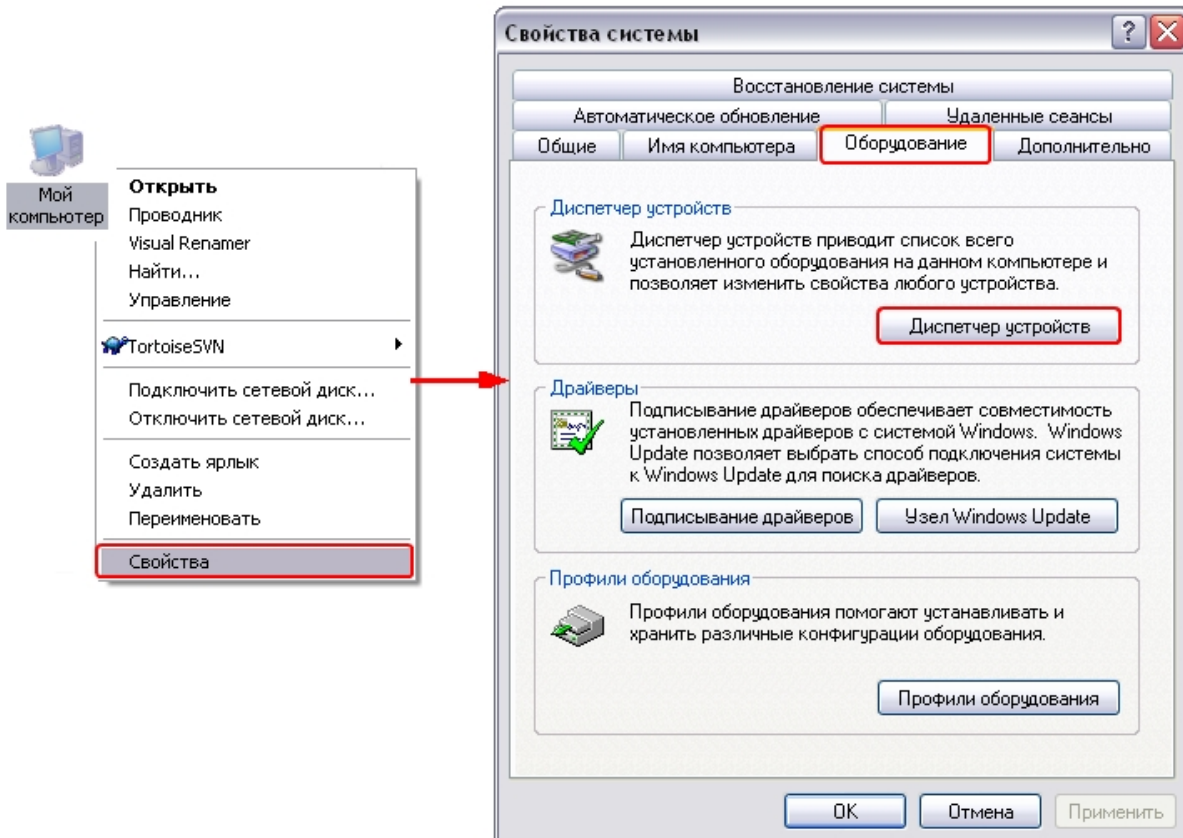 Мой
компьютер
Открыть
Проводник
Visual Renamer
Найти...
Управление
TortoiseSVN
Подключить сетевой диск...
Отключить сетевой диск...
Создать ярлык
Удалить
Переименовать
Свойства
Свойства системы
?
Восстановление системы
Автоматическое обновление
Удаленные сеансы
Общие
Имя компьютера
Оборудование
Дополнительно
Диспетчер устройств
Диспетчер устройств приводит список всего
установленного оборудования на данном компьютере и
позволяет изменить свойства любого устройства.
Диспетчер устройств
Драйверы
Подписывание драйверов обеспечивает совместимость
установленных драйверов с системой Windows. Windows
Update позволяет выбрать способ подключения системы
к Windows Update для поиска драйверов.
Подписывание драйверов
Узел Windows Update
Профили оборудования
Профили оборудования помогают устанавливать и
хранить различные конфигурации оборудования.
Профили оборудования
OK
Отмена
Применить